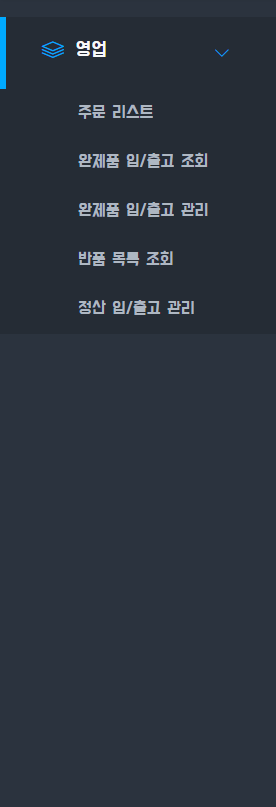 영업
주문 리스트
완제품 입/출고 조회
완제품 입/출고 관리
반품 목록 조회
정산 입/출고 관리